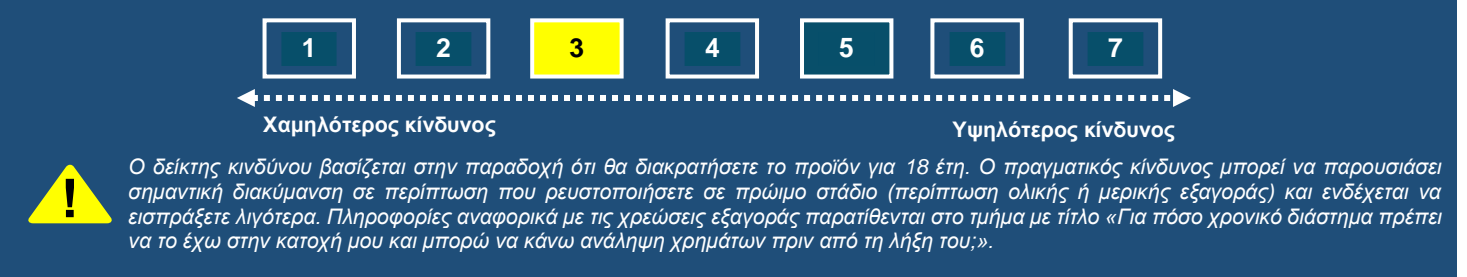 1 2 3 4 5 6 7
Χαμηλότερος κίνδυνος Υψηλότερος κίνδυνος
! Ο δείκτης κινδύνου βασίζεται στην παραδοχή ότι θα διακρατήσετε το προϊόν για 18 έτη. Ο πραγματικός κίνδυνος μπορεί να παρουσιάσει
σημαντική διακύμανση σε περίπτωση που ρευστοποιήσετε σε πρώιμο στάδιο (περίπτωση ολικής ή μερικής εξαγοράς) και ενδέχεται να
εισπράξετε λιγότερα. Πληροφορίες αναφορικά με τις χρεώσεις εξαγοράς παρατίθενται στο τμήμα με τίτλο «Για πόσο χρονικό διάστημα πρέπει
να το έχω στην κατοχή μου και μπορώ να κάνω ανάληψη χρημάτων πριν από τη λήξη του;».